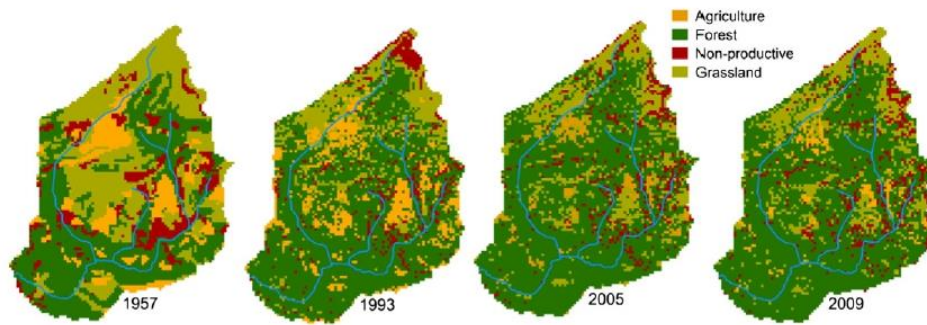 Agriculture
Forest
Non-productive
Grassland
1957
1993
2005
2009